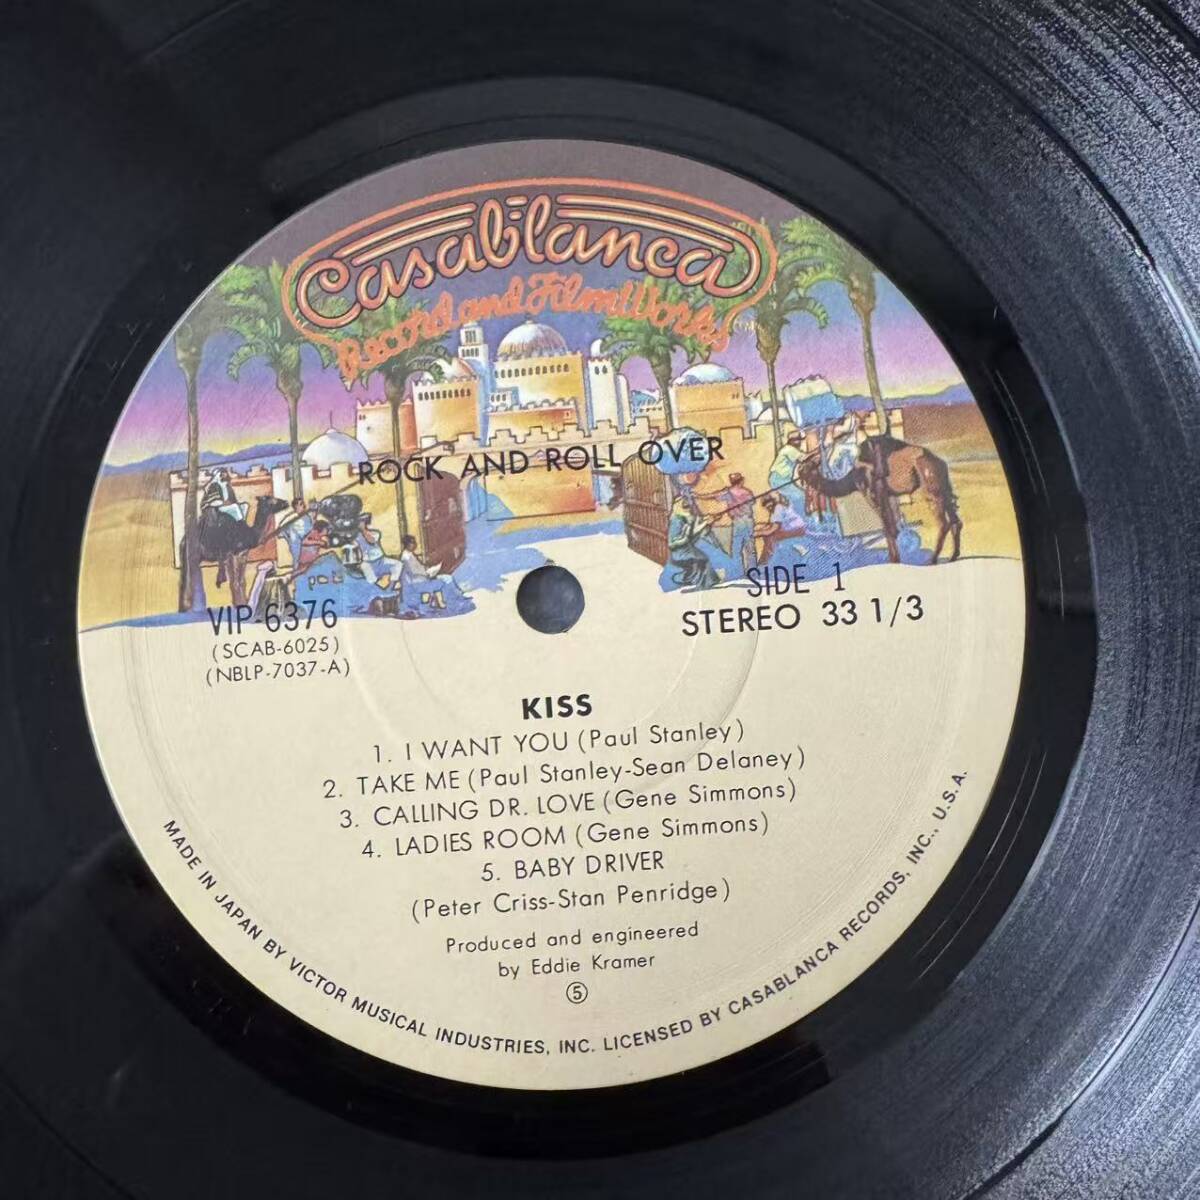 Casablanca
Record and FilmWorks
ROCK AND ROLL OVER
VIP-6376
(SCAB-6025)
(NBLP-7037-A)
SIDE 1
STEREO 33 1/3
KISS
1. I WANT YOU (Paul Stanley)
2. TAKE ME (Paul Stanley-Sean Delaney)
3. CALLING DR. LOVE (Gene Simmons)
4. LADIES ROOM (Gene Simmons)
5. BABY DRIVER
(Peter Criss-Stan Penridge)
Produced and engineered
by Eddie Kramer
⑤
MADE IN JAPAN BY VICTOR MUSICAL INDUSTRIES, INC. LICENSED BY CASABLANCA RECORDS, INC., U.S.A.